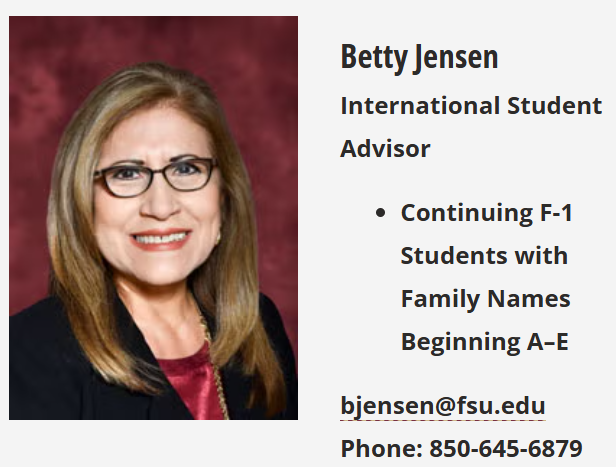 Betty Jensen
International Student
Advisor
• Continuing F-1
Students with
Family Names
Beginning A–E
bjensen@fsu.edu
Phone: 850-645-6879